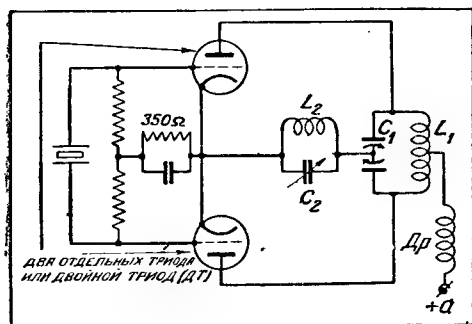 350Ω
L₂
C₂
C₁
L₁
Др
+а
ДВА ОТДЕЛЬНЫХ ТРИОДА
ИЛИ ДВОЙНОЙ ТРИОД (ДТ)